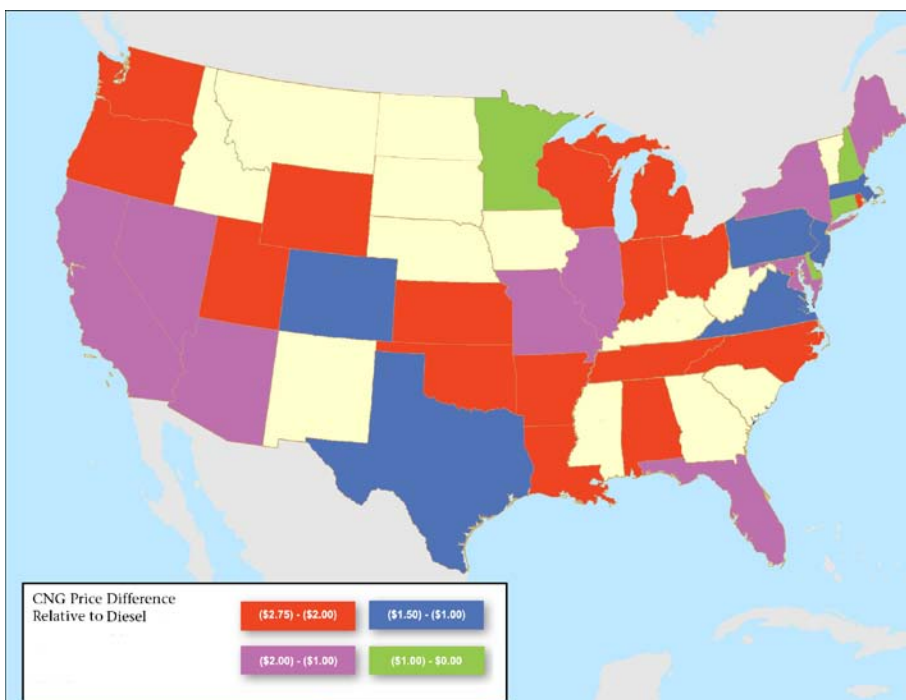 CNG Price Difference
Relative to Diesel
($2.75) - ($2.00)
($1.50) - ($1.00)
($2.00) - ($1.00)
($1.00) - $0.00